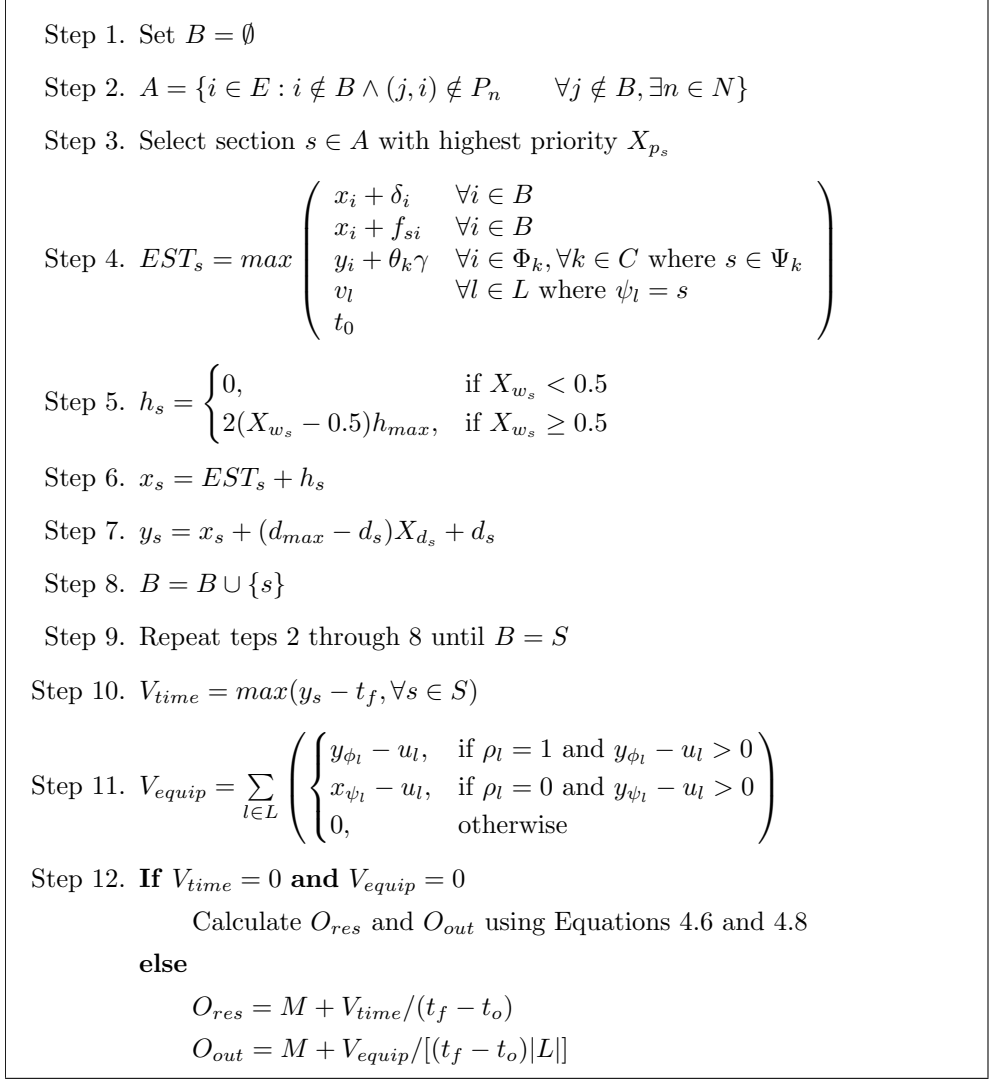 Step 1. Set B = ∅
Step 2. A = {i ∈ E : i ∉ B ∧ (j, i) ∉ P_n ∀j ∉ B, ∃n ∈ N}
Step 3. Select section s ∈ A with highest priority X_{p_s}
Step 4. EST_s = max ( x_i + δ_i ∀i ∈ B
x_i + f_{si} ∀i ∈ B
y_i + θ_kγ ∀i ∈ Φ_k, ∀k ∈ C where s ∈ Ψ_k
v_l ∀l ∈ L where ψ_l = s
t_0 )
Step 5. h_s = { 0, if X_{w_s} < 0.5
2(X_{w_s} − 0.5)h_{max}, if X_{w_s} ≥ 0.5
Step 6. x_s = EST_s + h_s
Step 7. y_s = x_s + (d_{max} − d_s)X_{d_s} + d_s
Step 8. B = B ∪ {s}
Step 9. Repeat teps 2 through 8 until B = S
Step 10. V_{time} = max(y_s − t_f, ∀s ∈ S)
Step 11. V_{equip} = ∑_{l∈L} ( { y_{ϕ_l} − u_l, if ρ_l = 1 and y_{ϕ_l} − u_l > 0
x_{ψ_l} − u_l, if ρ_l = 0 and y_{ψ_l} − u_l > 0
0, otherwise )
Step 12. If V_{time} = 0 and V_{equip} = 0
Calculate O_{res} and O_{out} using Equations 4.6 and 4.8
else
O_{res} = M + V_{time}/(t_f − t_o)
O_{out} = M + V_{equip}/[(t_f − t_o)|L|]